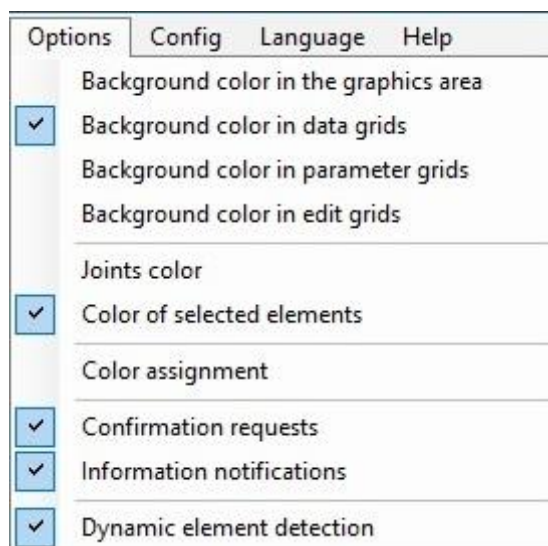 Options Config Language Help
Background color in the graphics area
Background color in data grids
Background color in parameter grids
Background color in edit grids
Joints color
Color of selected elements
Color assignment
Confirmation requests
Information notifications
Dynamic element detection